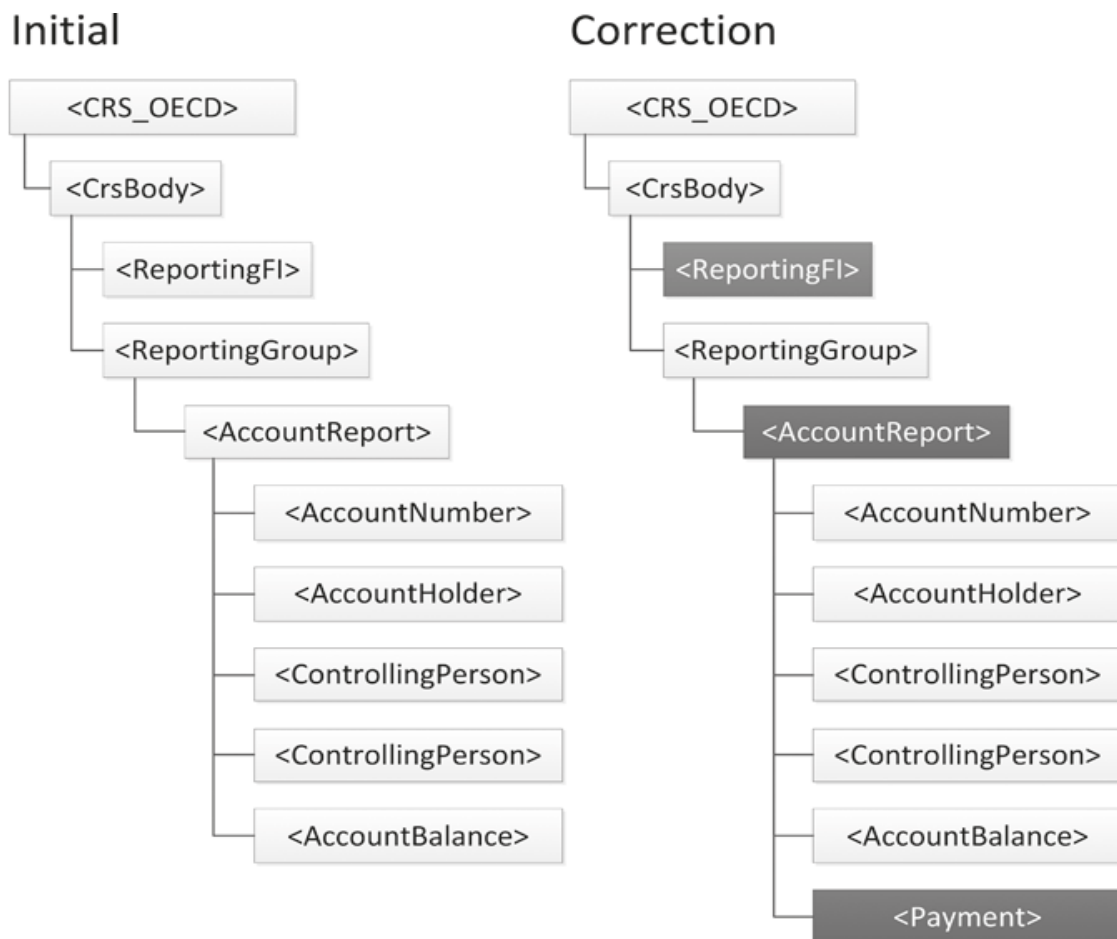 Initial
<CRS_OECD>
<CrsBody>
<ReportingFI>
<ReportingGroup>
<AccountReport>
<AccountNumber>
<AccountHolder>
<ControllingPerson>
<ControllingPerson>
<AccountBalance>
Correction
<CRS_OECD>
<CrsBody>
<ReportingFI>
<ReportingGroup>
<AccountReport>
<AccountNumber>
<AccountHolder>
<ControllingPerson>
<ControllingPerson>
<AccountBalance>
<Payment>